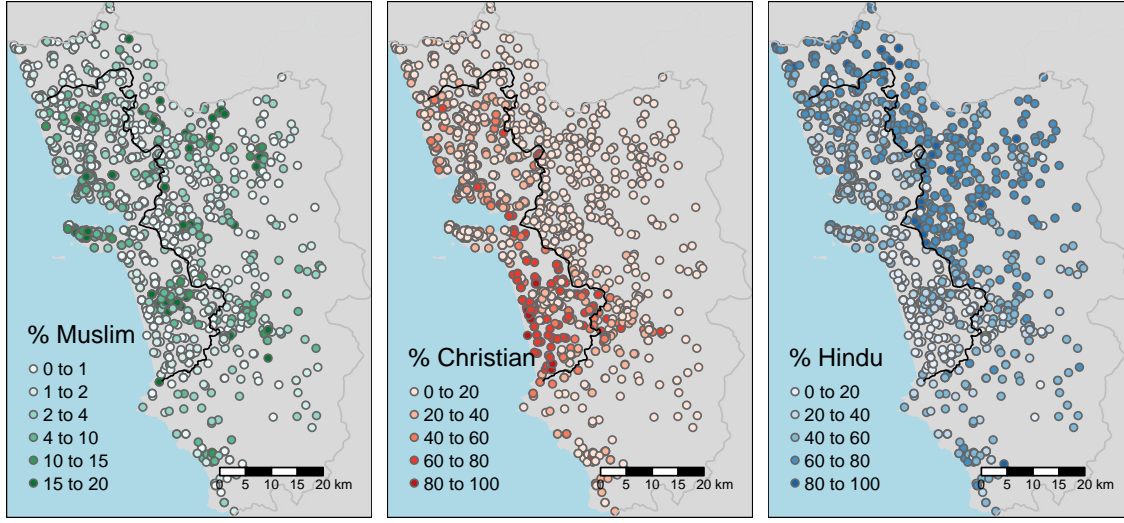 % Muslim
0 to 1
1 to 2
2 to 4
4 to 10
10 to 15
15 to 20
0 5 10 15 20 km
% Christian
0 to 20
20 to 40
40 to 60
60 to 80
80 to 100
0 5 10 15 20 km
% Hindu
0 to 20
20 to 40
40 to 60
60 to 80
80 to 100
0 5 10 15 20 km